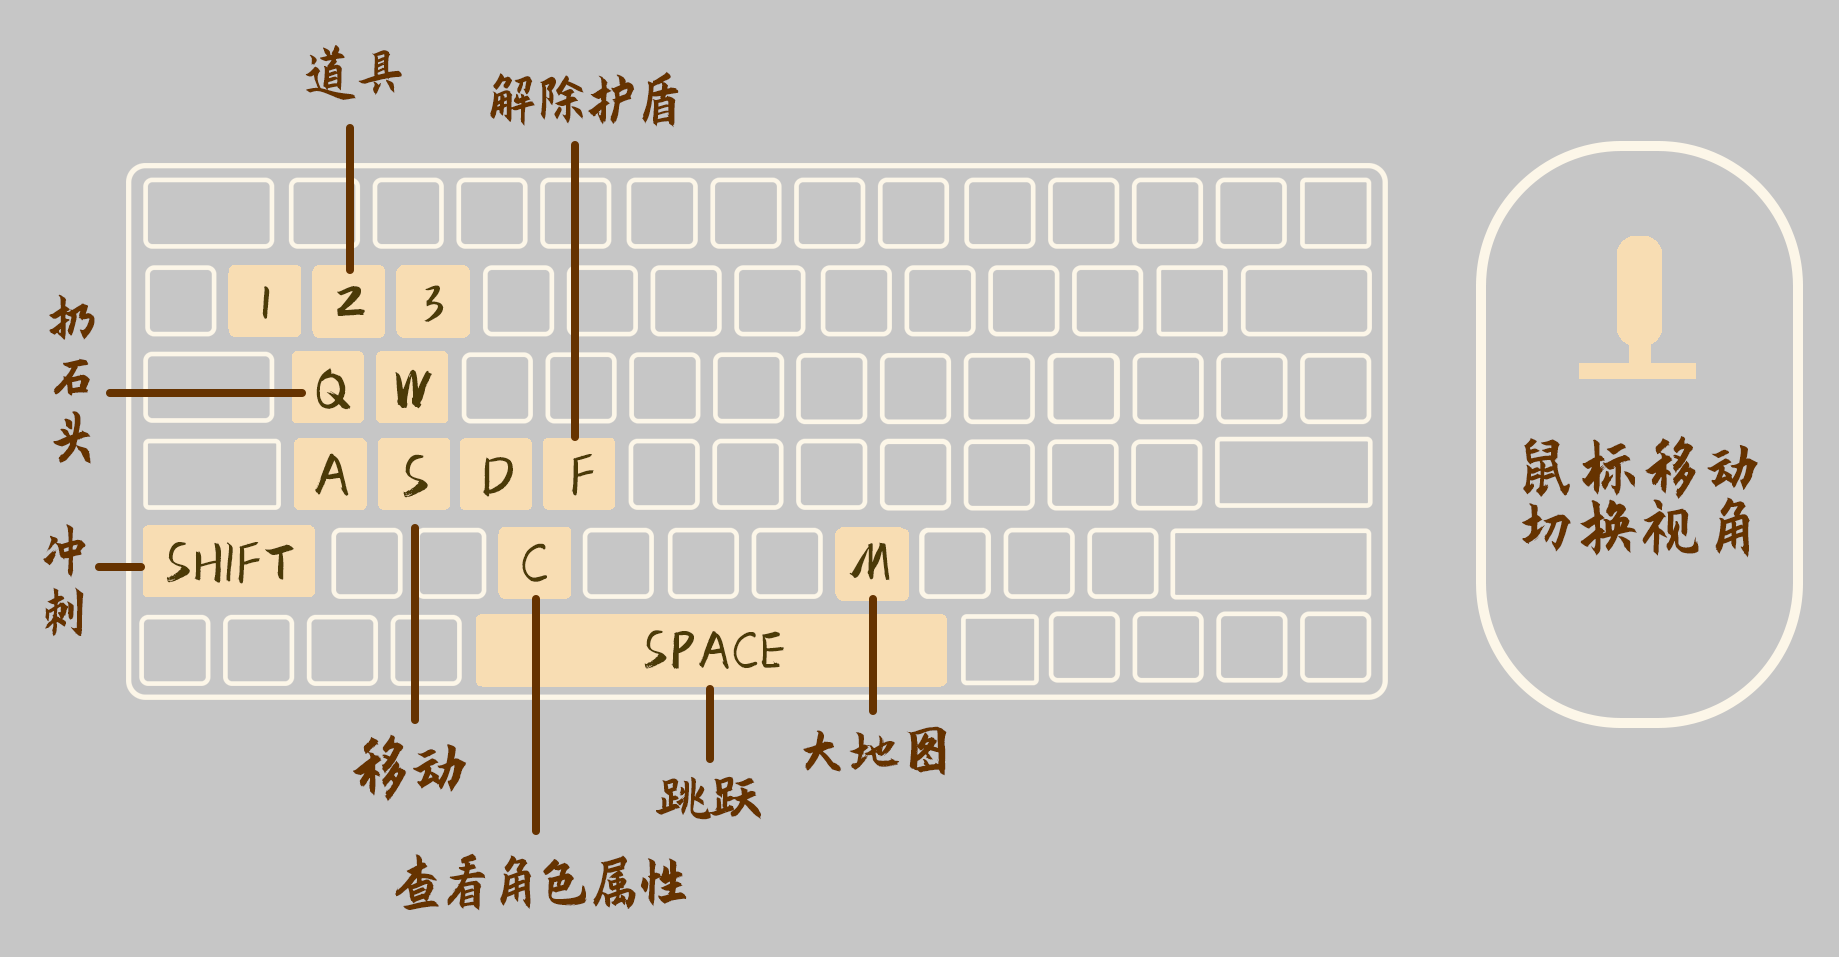 道具
解除护盾
1 2 3
扔石头
Q W
A S D F
冲刺
SHIFT C M
SPACE
移动
大地图
跳跃
查看角色属性
鼠标移动
切换视角